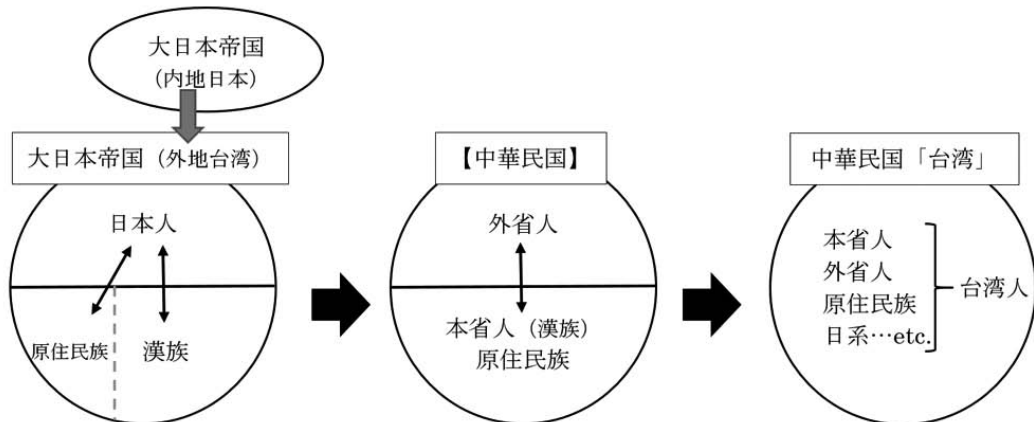 大日本帝国
（内地日本）
大日本帝国（外地台湾）
日本人
原住民族
漢族
【中華民国】
外省人
本省人（漢族）
原住民族
中華民国「台湾」
本省人
外省人
原住民族
日系…etc.
台湾人